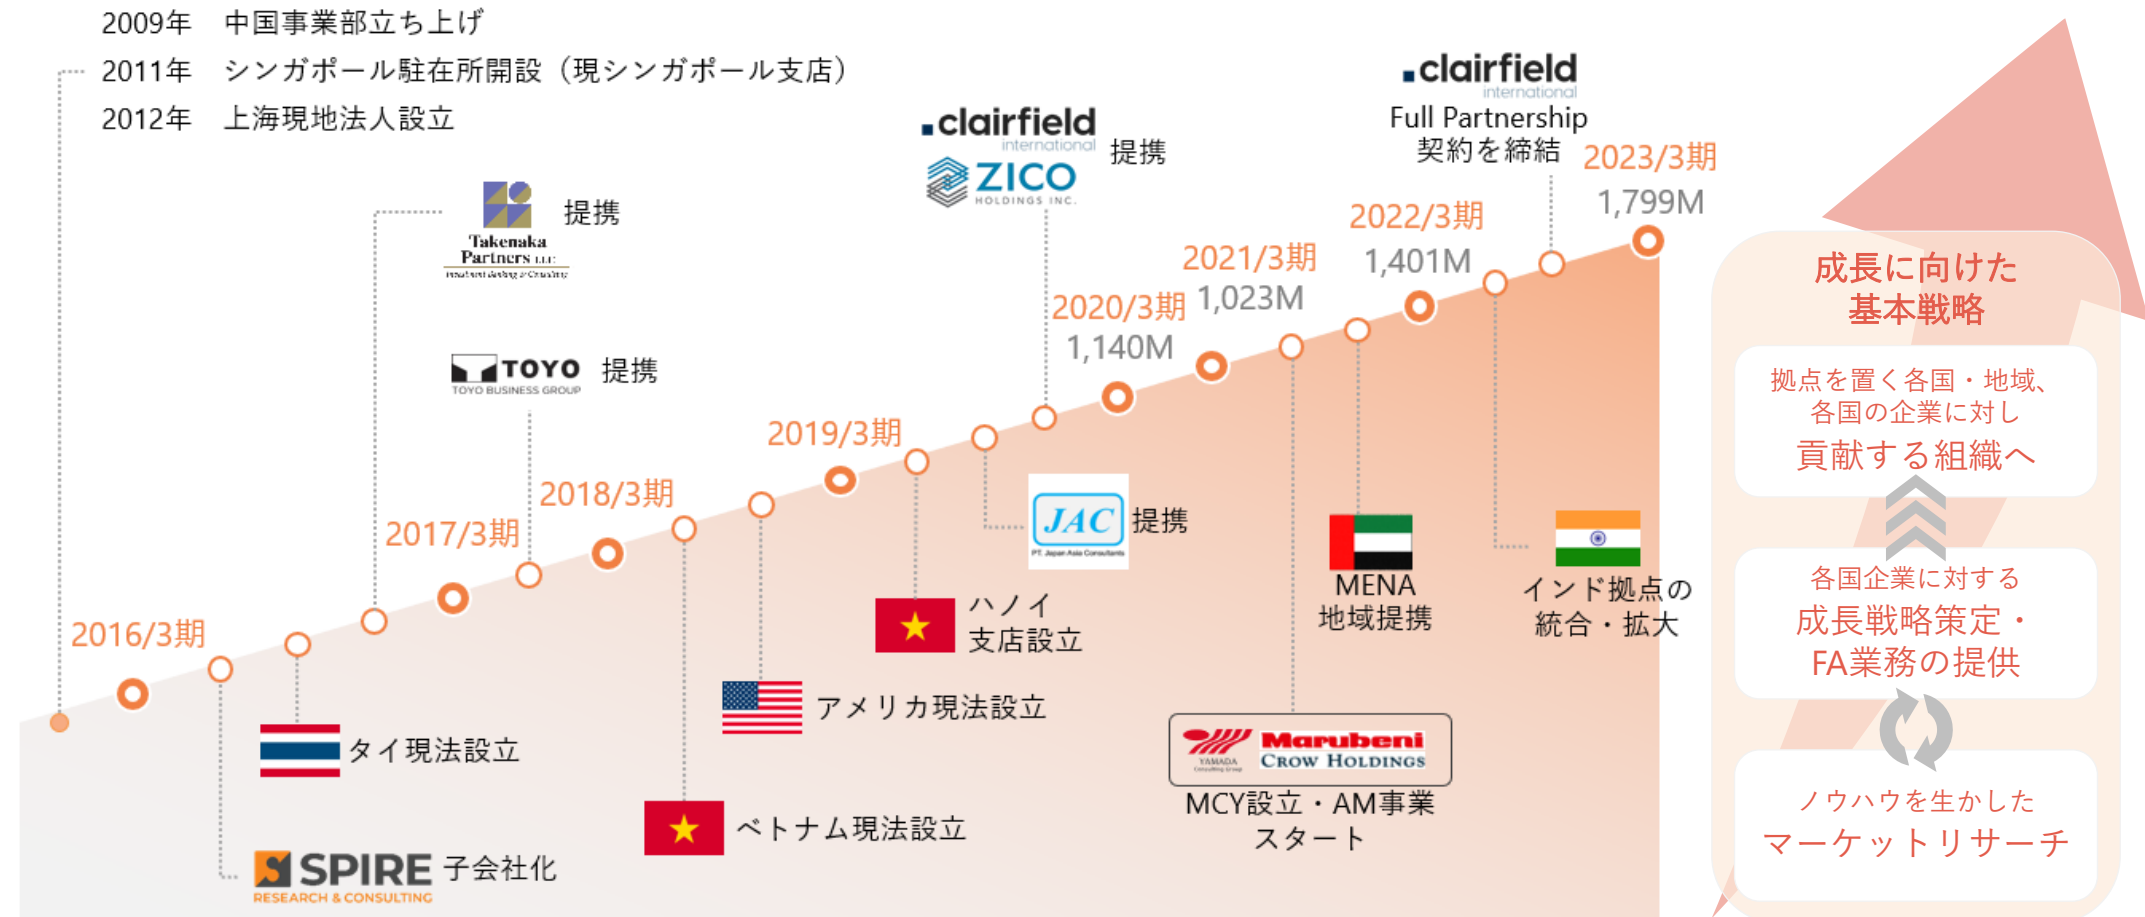 2009年 中国事業部立ち上げ
2011年 シンガポール駐在所開設（現シンガポール支店）
2012年 上海現地法人設立
Takenaka
Partners LLC
Investment Banking & Consulting
提携
TOYO
TOYO BUSINESS GROUP
提携
clairfield
international
ZICO
HOLDINGS INC.
提携
clairfield
international
Full Partnership
契約を締結
2016/3期
2017/3期
2018/3期
2019/3期
2020/3期
1,140M
2021/3期
1,023M
2022/3期
1,401M
2023/3期
1,799M
SPIRE
RESEARCH & CONSULTING
子会社化
タイ現法設立
ベトナム現法設立
アメリカ現法設立
ハノイ
支店設立
JAC
PT. Japan Asia Consultants
提携
YAMADA
Consulting Group
Marubeni
CROW HOLDINGS
MCY設立・AM事業
スタート
MENA
地域提携
インド拠点の
統合・拡大
成長に向けた
基本戦略
拠点を置く各国・地域、
各国の企業に対し
貢献する組織へ
各国企業に対する
成長戦略策定・
FA業務の提供
ノウハウを生かした
マーケットリサーチ